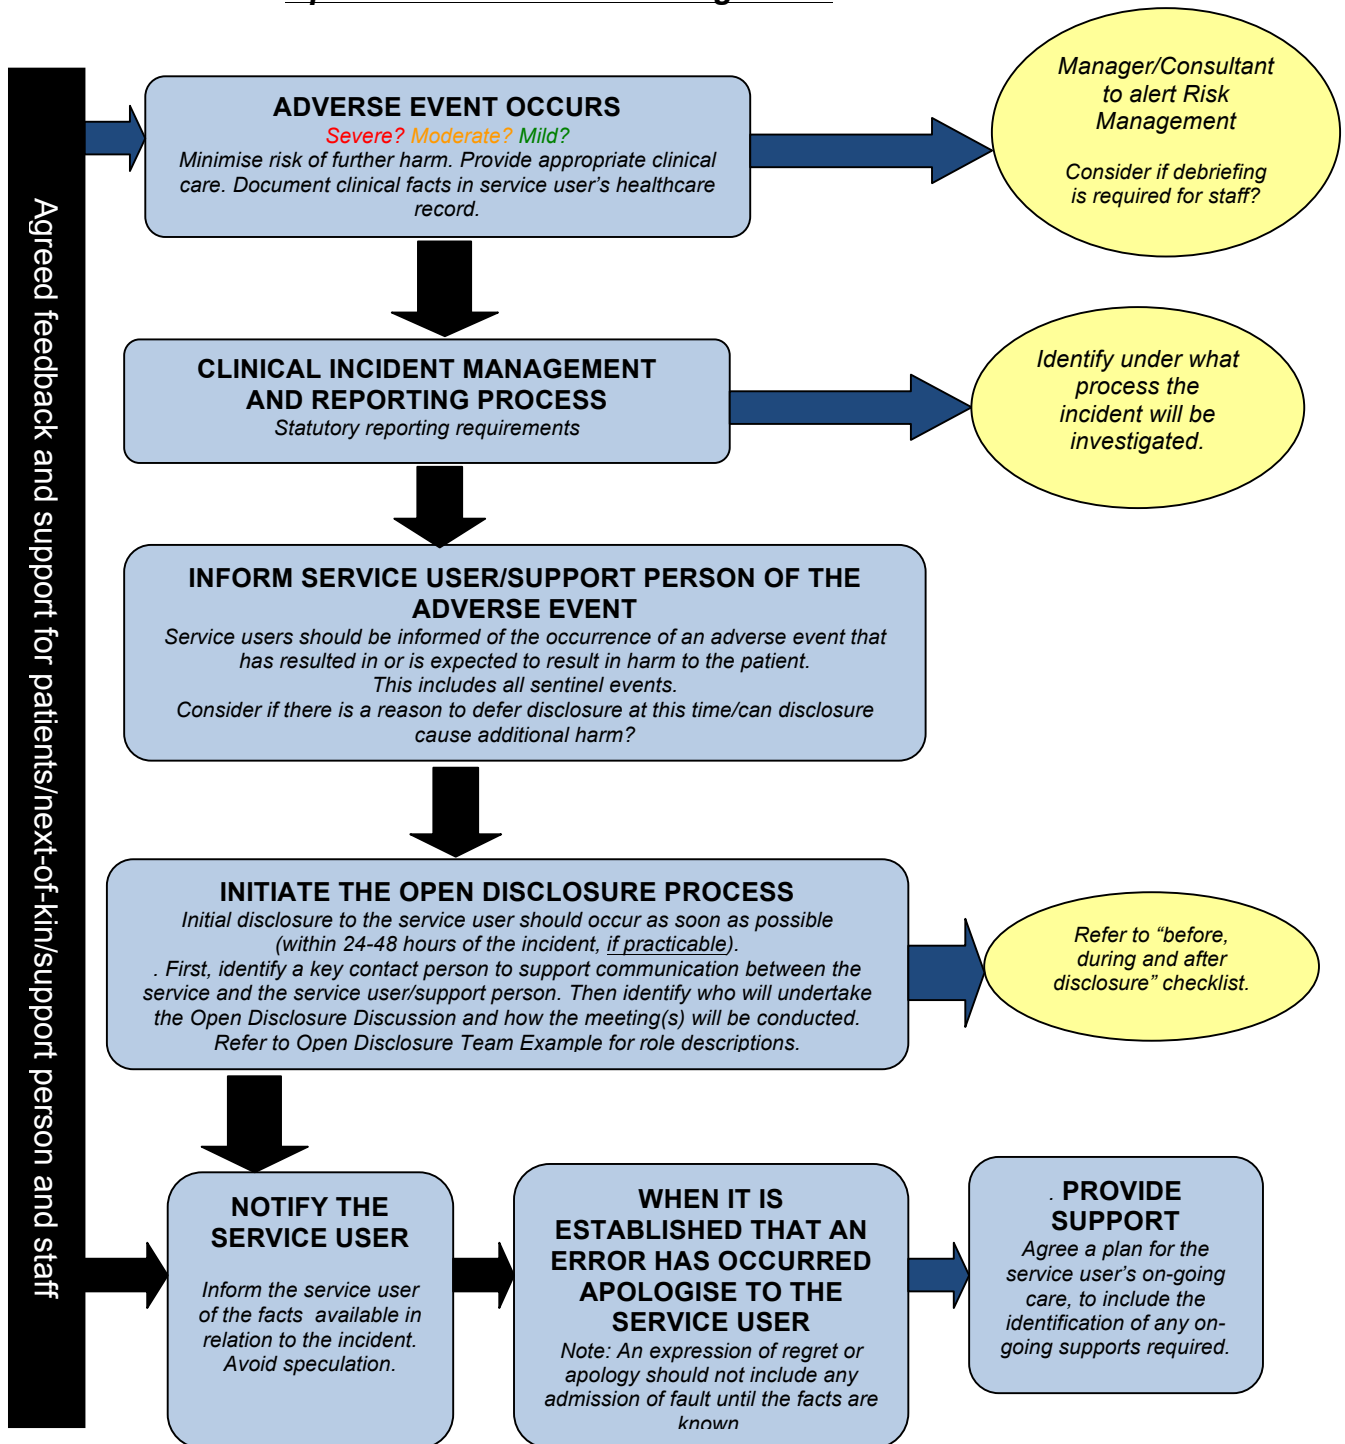 Agreed feedback and support for patients/next-of-kin/support person and staff
ADVERSE EVENT OCCURS
Severe? Moderate? Mild?
Minimise risk of further harm. Provide appropriate clinical
care. Document clinical facts in service user's healthcare
record.
Manager/Consultant
to alert Risk
Management
Consider if debriefing
is required for staff?
CLINICAL INCIDENT MANAGEMENT
AND REPORTING PROCESS
Statutory reporting requirements
Identify under what
process the
incident will be
investigated.
INFORM SERVICE USER/SUPPORT PERSON OF THE
ADVERSE EVENT
Service users should be informed of the occurrence of an adverse event that
has resulted in or is expected to result in harm to the patient.
This includes all sentinel events.
Consider if there is a reason to defer disclosure at this time/can disclosure
cause additional harm?
INITIATE THE OPEN DISCLOSURE PROCESS
Initial disclosure to the service user should occur as soon as possible
(within 24-48 hours of the incident, if practicable).
. First, identify a key contact person to support communication between the
service and the service user/support person. Then identify who will undertake
the Open Disclosure Discussion and how the meeting(s) will be conducted.
Refer to Open Disclosure Team Example for role descriptions.
Refer to “before,
during and after
disclosure” checklist.
NOTIFY THE
SERVICE USER
Inform the service user
of the facts available in
relation to the incident.
Avoid speculation.
WHEN IT IS
ESTABLISHED THAT AN
ERROR HAS OCCURRED
APOLOGISE TO THE
SERVICE USER
Note: An expression of regret or
apology should not include any
admission of fault until the facts are
known
. PROVIDE
SUPPORT
Agree a plan for the
service user's on-going
care, to include the
identification of any on-
going supports required.